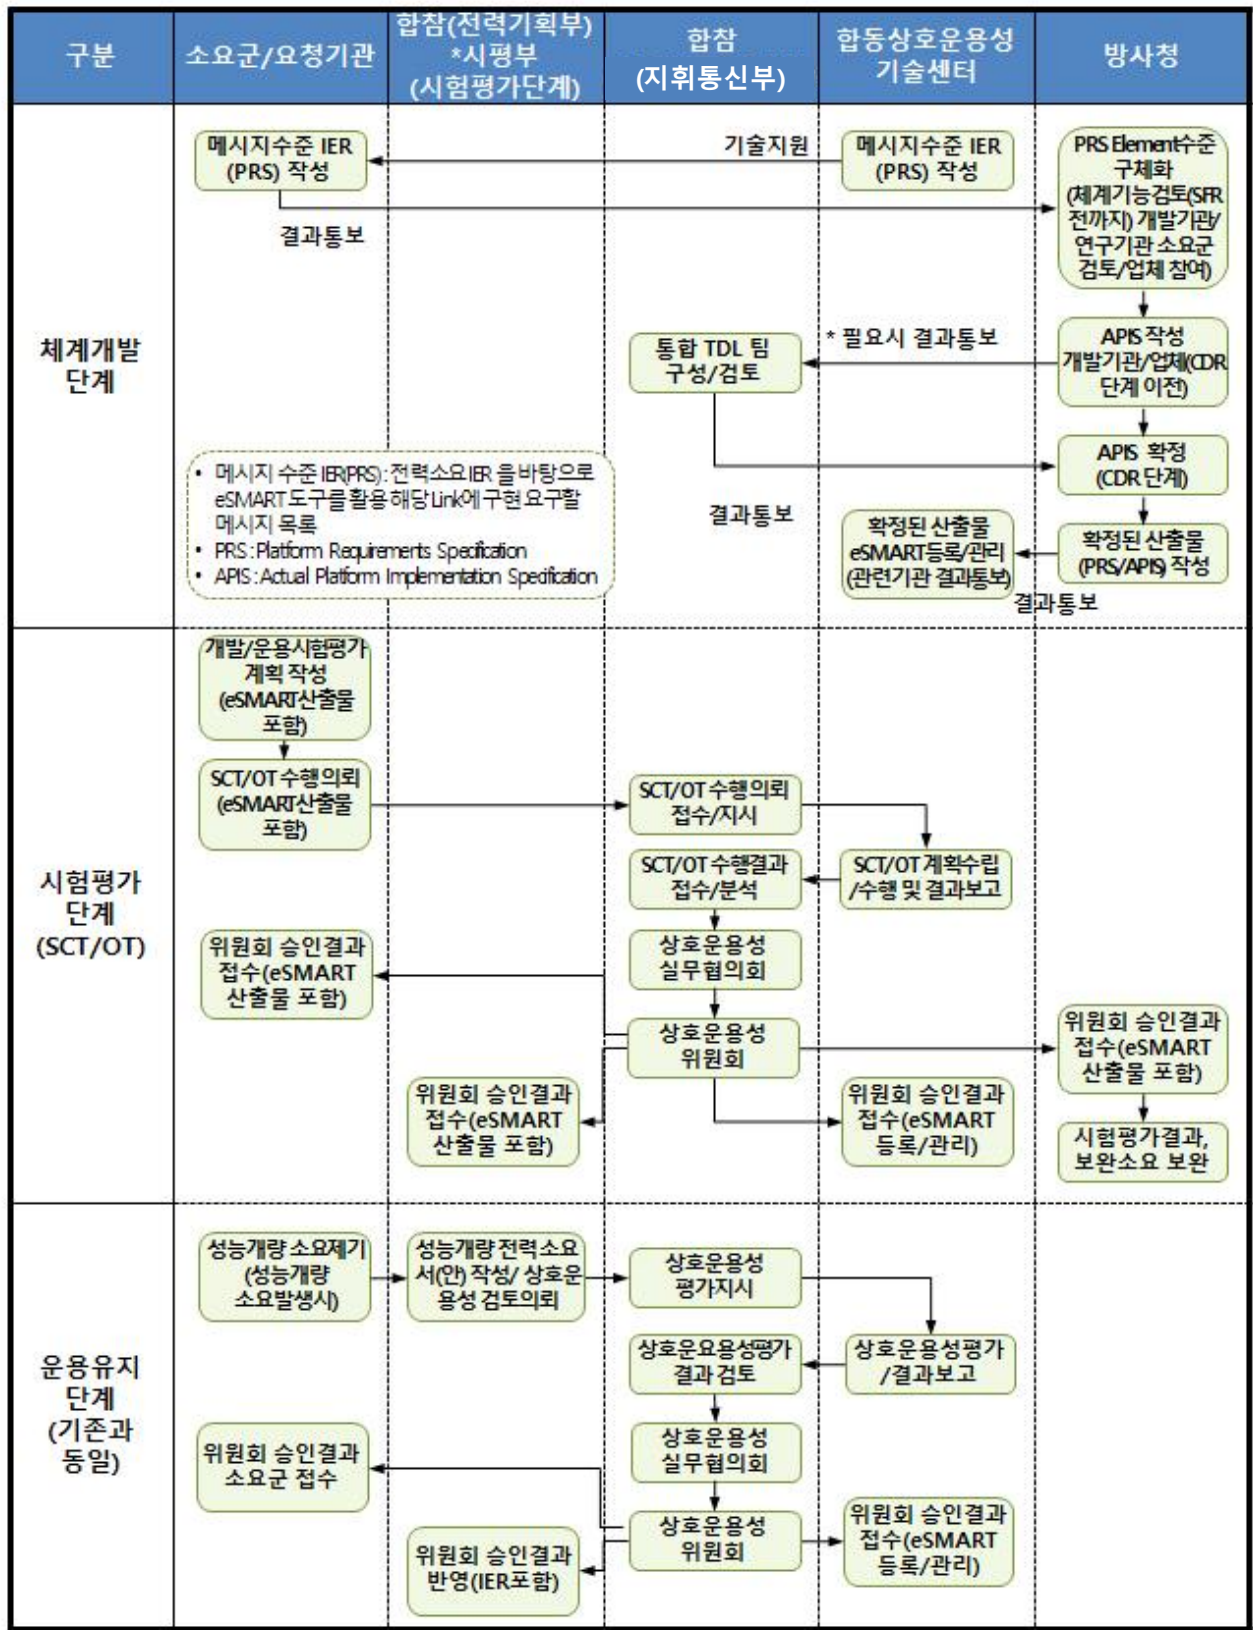 구분
소요군/요청기관
합참(전력기획부)
*시평부
(시험평가단계)
합참
(지휘통신부)
합동상호운용성
기술센터
방사청
체계개발
단계
메시지수준 IER
(PRS) 작성
기술지원
메시지수준 IER
(PRS) 작성
PRS Element수준
구체화
(체계기능검토(SFR
전까지) 개발기관/
연구기관 소요군
검토/업체 참여)
결과통보
통합 TDL 팀
구성/검토
* 필요시 결과통보
APIS 작성
개발기관/업체(CDR
단계 이전)
APIS 확정
(CDR 단계)
• 메시지 수준 IER(PRS) : 전력소요 IER 을 바탕으로
eSMART 도구를 활용 해당 Link에 구현 요구할
메시지 목록
• PRS : Platform Requirements Specification
• APIS : Actual Platform Implementation Specification
결과통보
확정된 산출물
eSMART등록/관리
(관련기관 결과통보)
확정된 산출물
(PRS/APIS) 작성
결과통보
시험평가
단계
(SCT/OT)
개발/운용시험평가
계획 작성
(eSMART산출물
포함)
SCT/OT 수행의뢰
(eSMART산출물
포함)
SCT/OT 수행의뢰
접수/지시
SCT/OT 수행결과
접수/분석
SCT/OT 계획수립
/수행 및 결과보고
위원회 승인결과
접수(eSMART
산출물 포함)
상호운용성
실무협의회
상호운용성
위원회
위원회 승인결과
접수(eSMART
산출물 포함)
위원회 승인결과
접수(eSMART
산출물 포함)
위원회 승인결과
접수(eSMART
등록/관리)
시험평가결과,
보완소요 보완
운용유지
단계
(기존과
동일)
성능개량 소요제기
(성능개량
소요발생시)
성능개량 전력소요
서(안) 작성/ 상호운
용성 검토의뢰
상호운용성
평가지시
상호운요용성평가
결과 검토
상호운용성평가
/결과보고
위원회 승인결과
소요군 접수
상호운용성
실무협의회
상호운용성
위원회
위원회 승인결과
반영(IER포함)
위원회 승인결과
접수(eSMART
등록/관리)